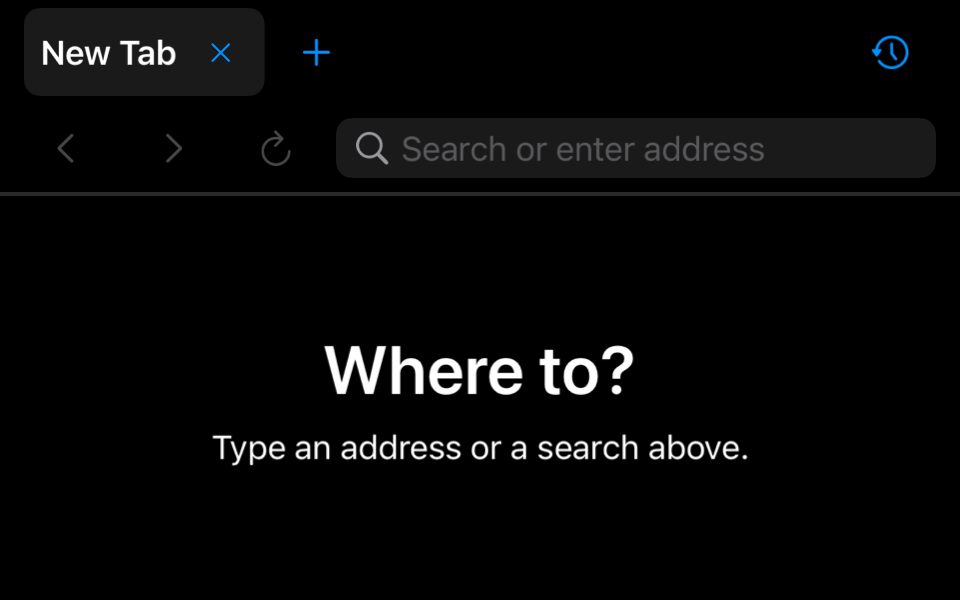 New Tab
Search or enter address
Where to?
Type an address or a search above.